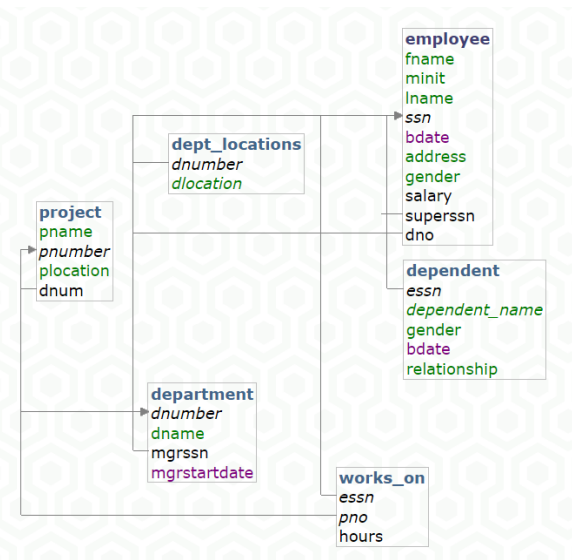 employee
fname
minit
lname
ssn
bdate
address
gender
salary
superssn
dno
dept_locations
dnumber
dlocation
project
pname
pnumber
plocation
dnum
dependent
essn
dependent_name
gender
bdate
relationship
department
dnumber
dname
mgrssn
mgrstartdate
works_on
essn
pno
hours